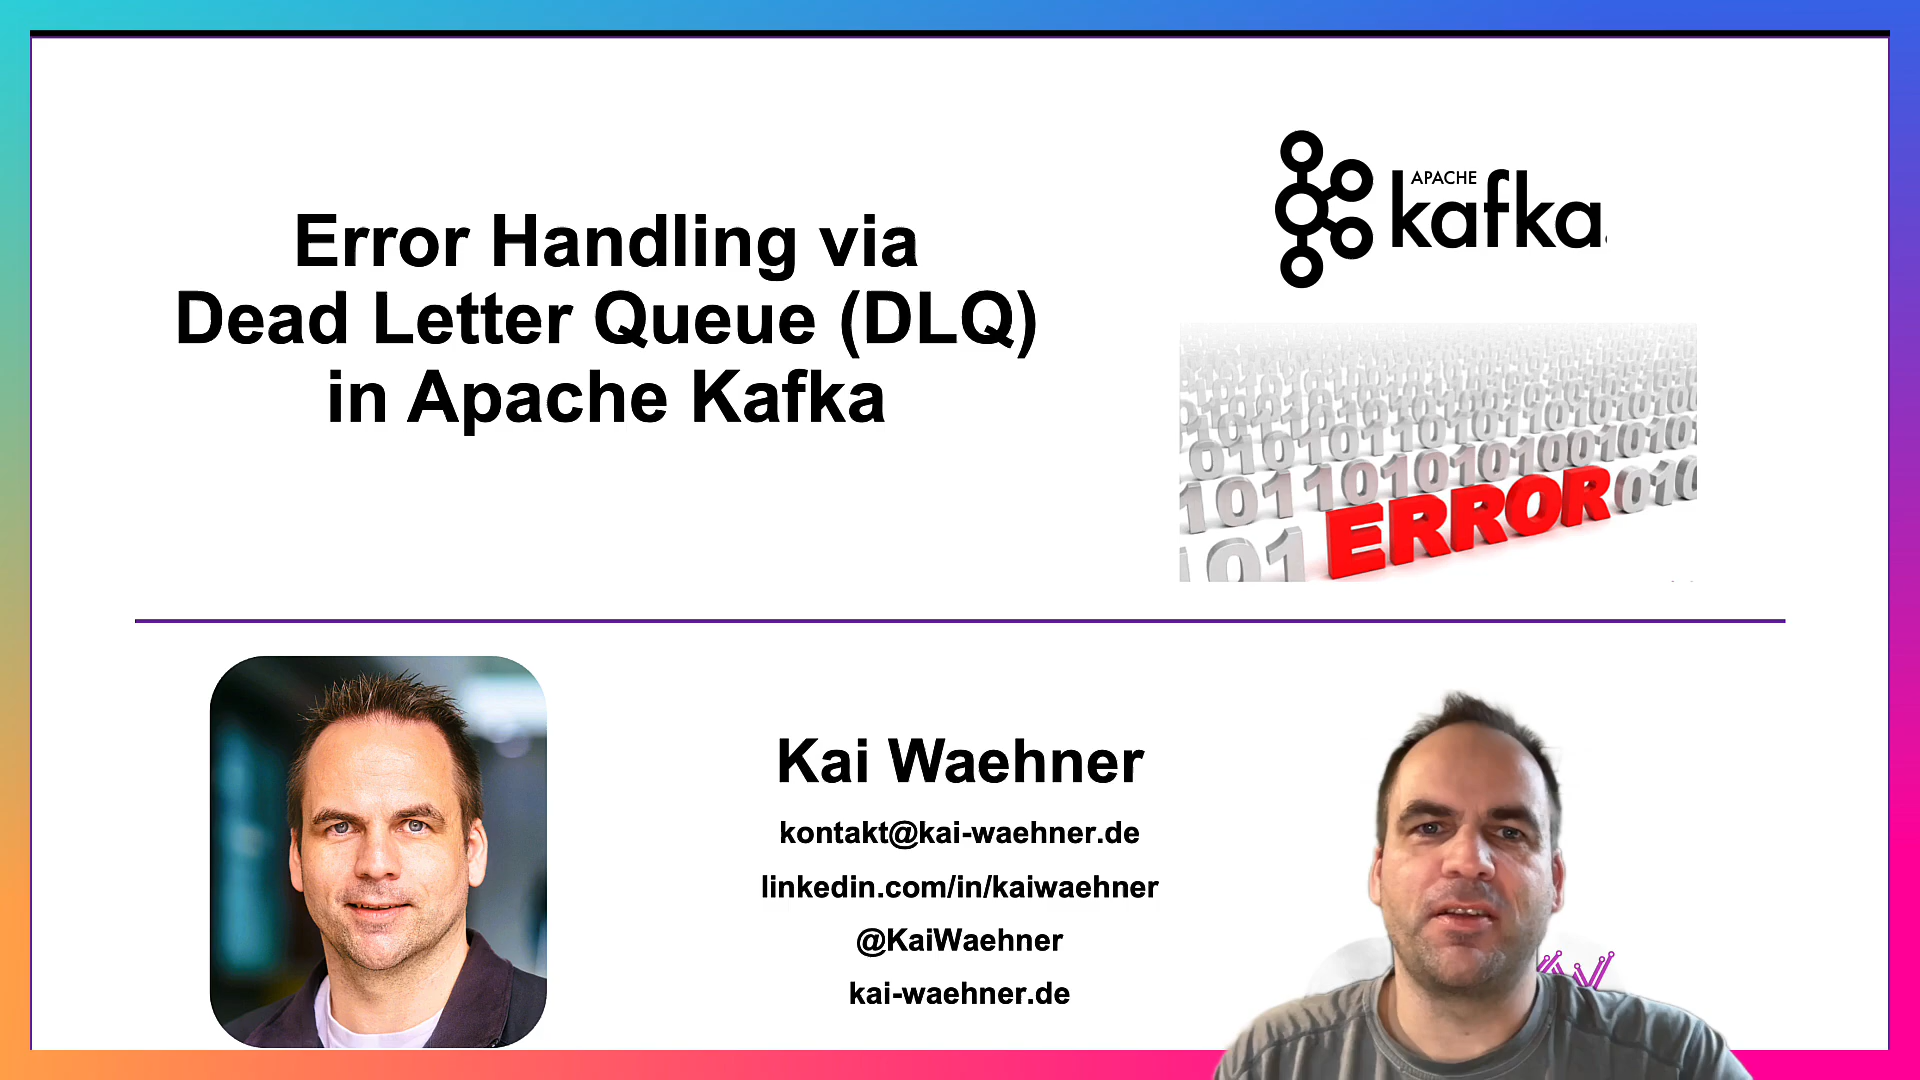 Error Handling via
Dead Letter Queue (DLQ)
in Apache Kafka
APACHE
kafka
ERROR
Kai Waehner
kontakt@kai-waehner.de
linkedin.com/in/kaiwaehner
@KaiWaehner
kai-waehner.de